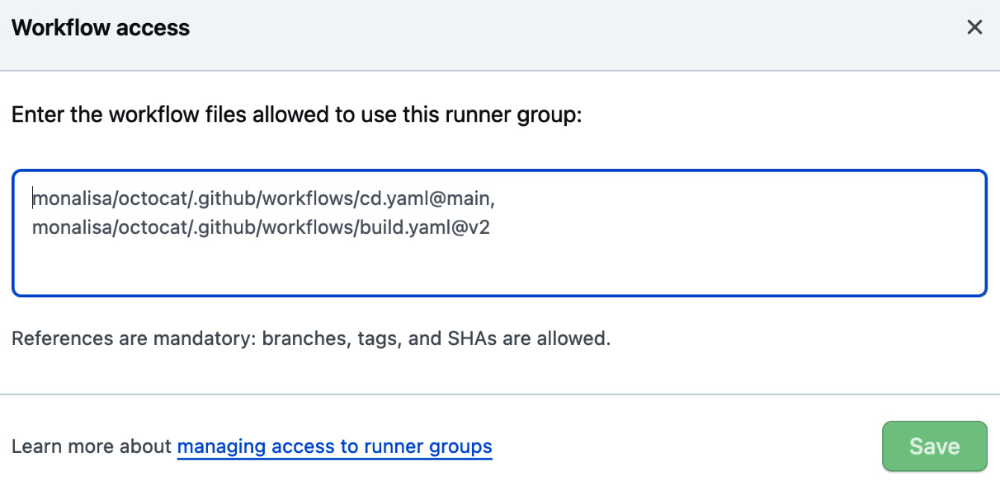 Workflow access
Enter the workflow files allowed to use this runner group:
monalisa/octocat/.github/workflows/cd.yaml@main,
monalisa/octocat/.github/workflows/build.yaml@v2
References are mandatory: branches, tags, and SHAs are allowed.
Learn more about managing access to runner groups
Save